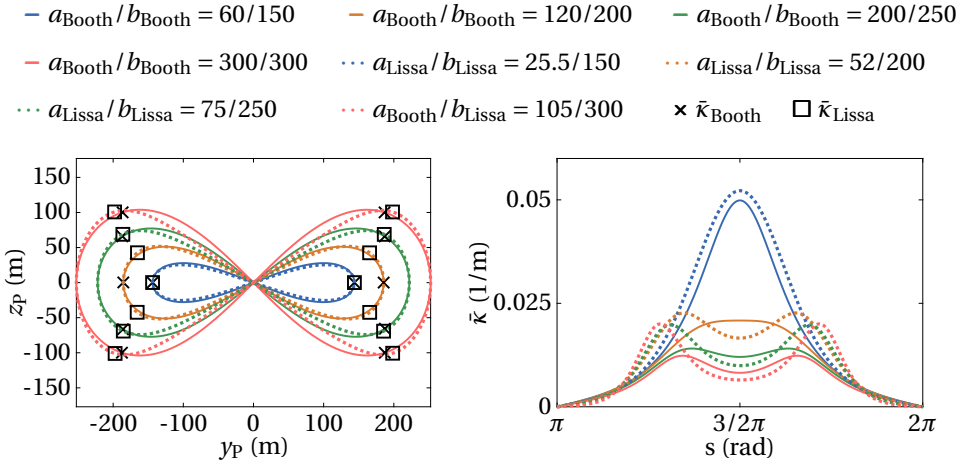 a_Booth/b_Booth = 60/150 a_Booth/b_Booth = 120/200 a_Booth/b_Booth = 200/250
a_Booth/b_Booth = 300/300 a_Lissa/b_Lissa = 25.5/150 a_Lissa/b_Lissa = 52/200
a_Lissa/b_Lissa = 75/250 a_Booth/b_Lissa = 105/300 κ̄_Booth κ̄_Lissa
150
100
50
0
-50
-100
-150
z_P (m)
-200 -100 0 100 200
y_P (m)
0.05
0.025
0
κ̄ (1/m)
π 3/2π 2π
s (rad)